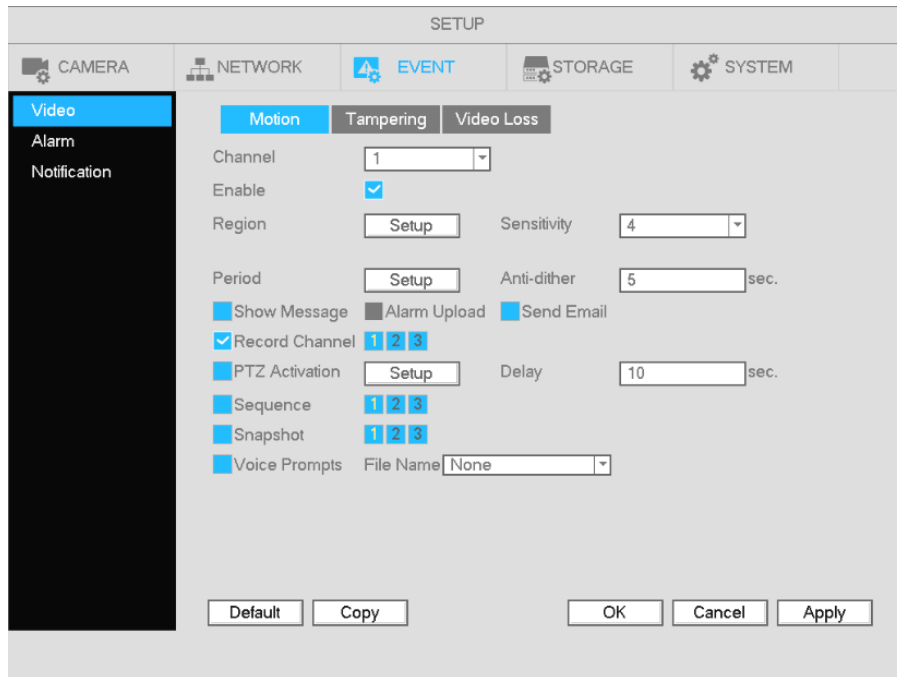 SETUP
CAMERA NETWORK EVENT STORAGE SYSTEM
Video
Alarm
Notification
Motion Tampering Video Loss
Channel 1
Enable
Region Setup Sensitivity 4
Period Setup Anti-dither 5 sec.
Show Message Alarm Upload Send Email
Record Channel 1 2 3
PTZ Activation Setup Delay 10 sec.
Sequence 1 2 3
Snapshot 1 2 3
Voice Prompts File Name None
Default Copy OK Cancel Apply